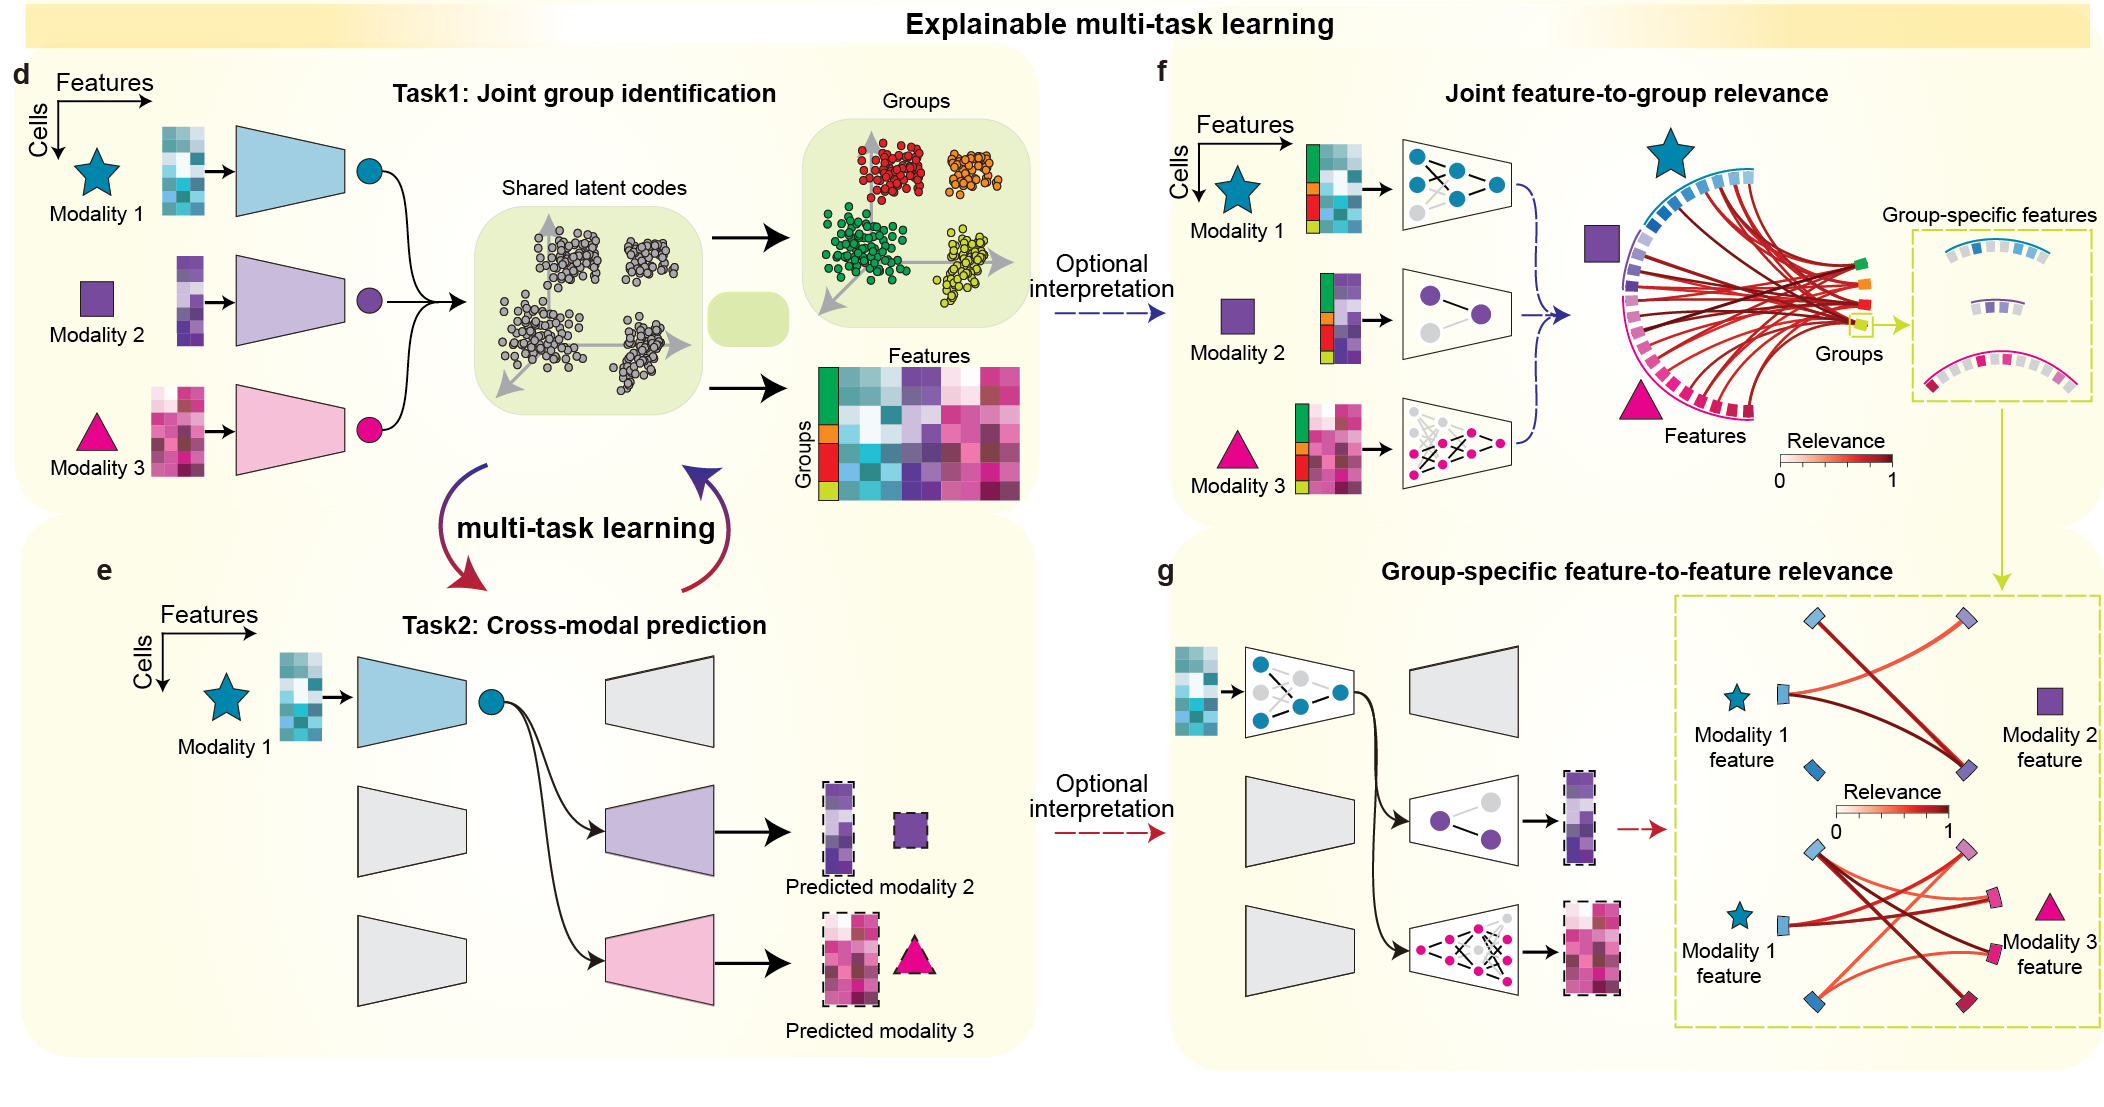 Explainable multi-task learning
d
Features
Cells
Task1: Joint group identification
Modality 1
Modality 2
Modality 3
Shared latent codes
Groups
Features
Groups
multi-task learning
Optional
interpretation
e
Features
Cells
Task2: Cross-modal prediction
Modality 1
Predicted modality 2
Predicted modality 3
Optional
interpretation
f
Joint feature-to-group relevance
Features
Cells
Modality 1
Modality 2
Modality 3
Group-specific features
Groups
Features
Relevance
0 1
g
Group-specific feature-to-feature relevance
Modality 1
feature
Modality 2
feature
Relevance
0 1
Modality 1
feature
Modality 3
feature